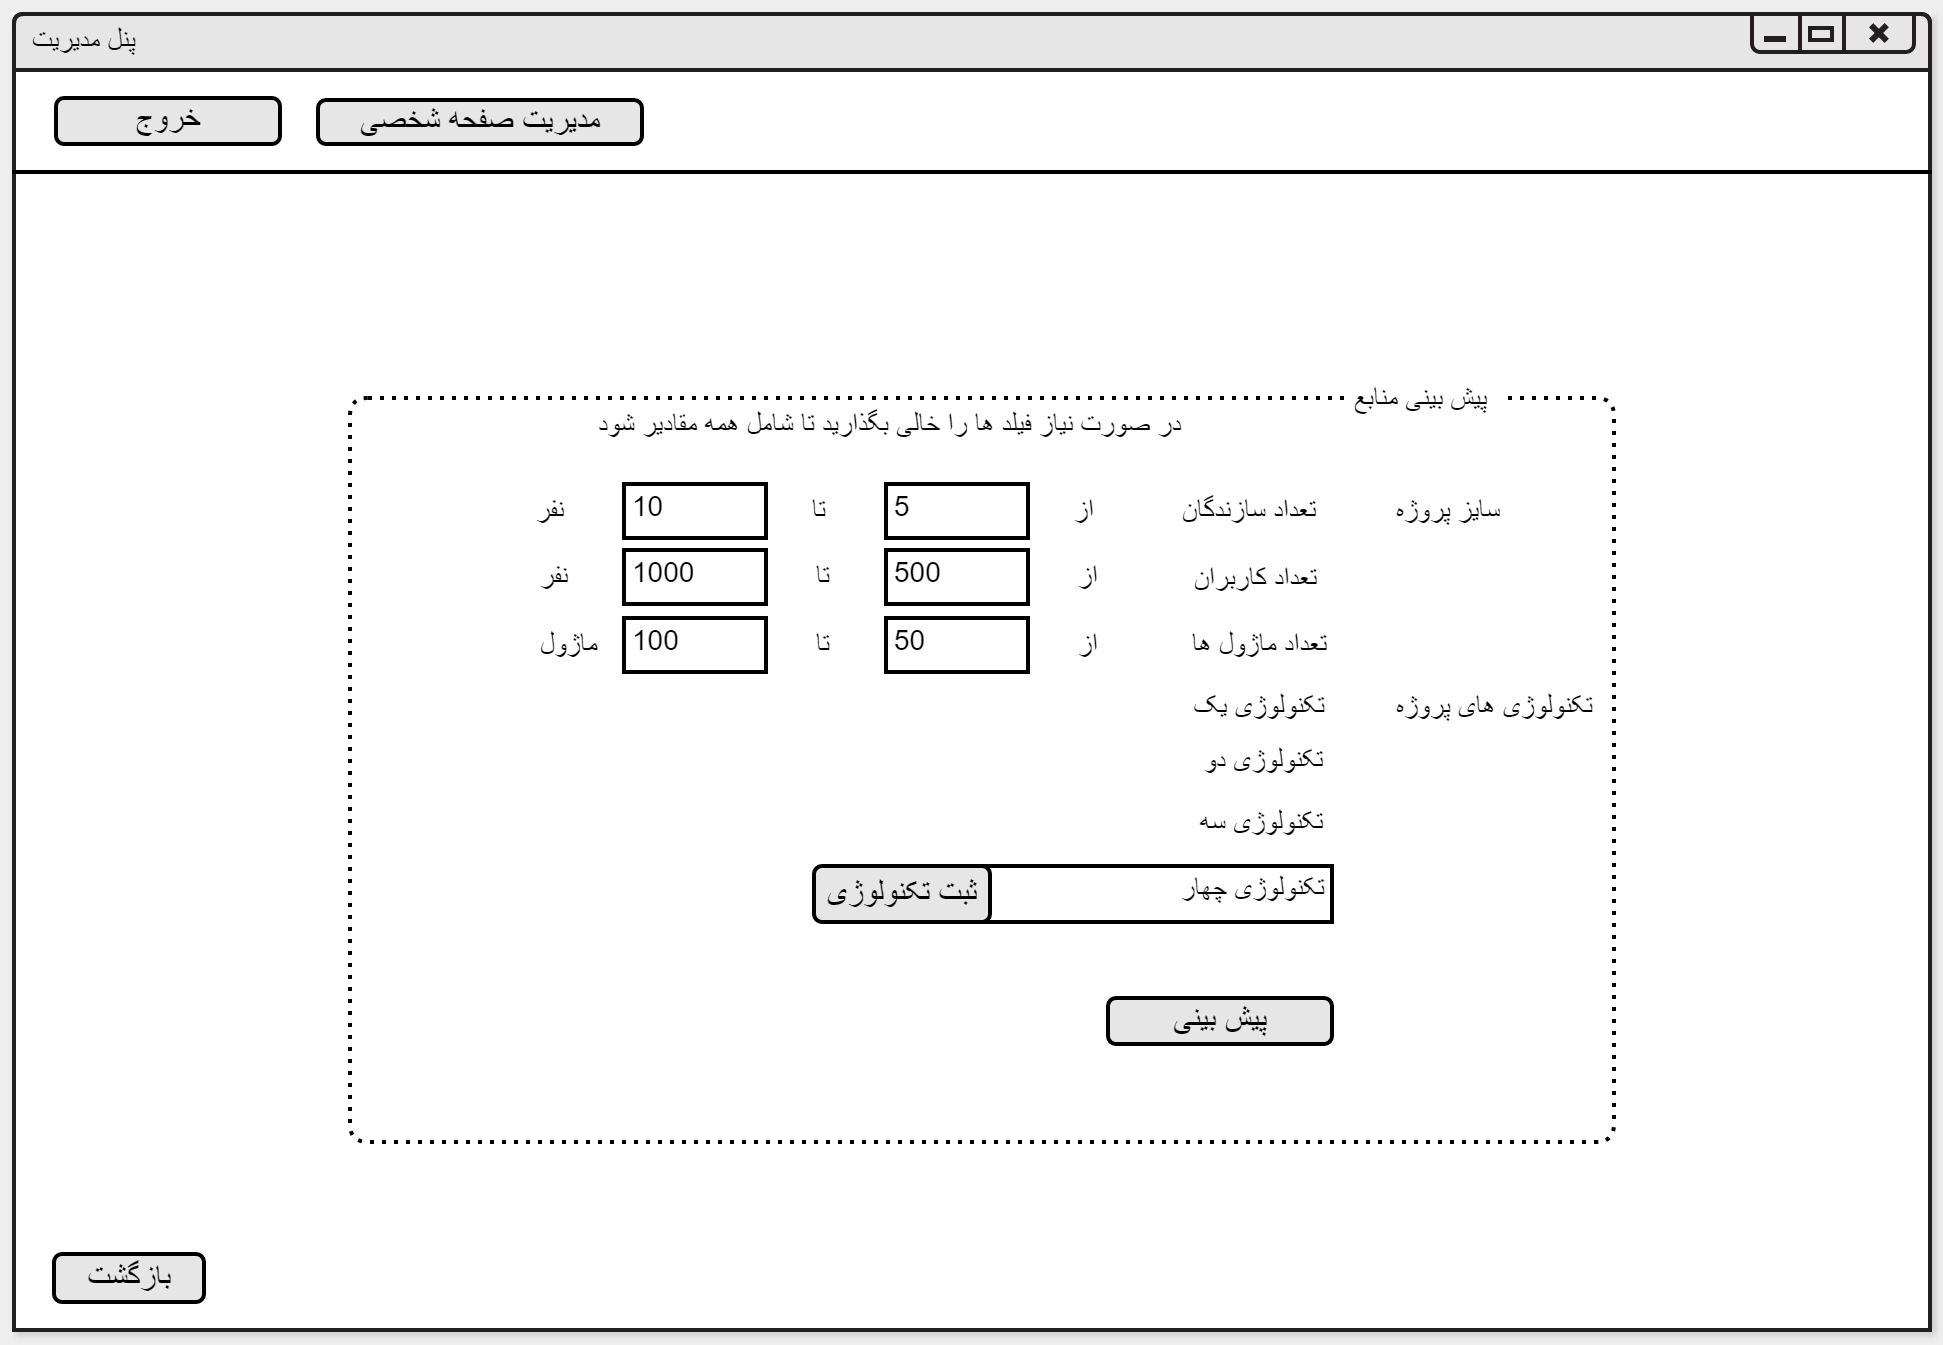 پنل مدیریت
خروج
مدیریت صفحه شخصی
پیش بینی منابع
در صورت نیاز فیلد ها را خالی بگذارید تا شامل همه مقادیر شود
سایز پروژه تعداد سازندگان از 5 تا 10 نفر
تعداد کاربران از 500 تا 1000 نفر
تعداد ماژول ها از 50 تا 100 ماژول
تکنولوژی های پروژه تکنولوژی یک
تکنولوژی دو
تکنولوژی سه
تکنولوژی چهار ثبت تکنولوژی
پیش بینی
بازگشت